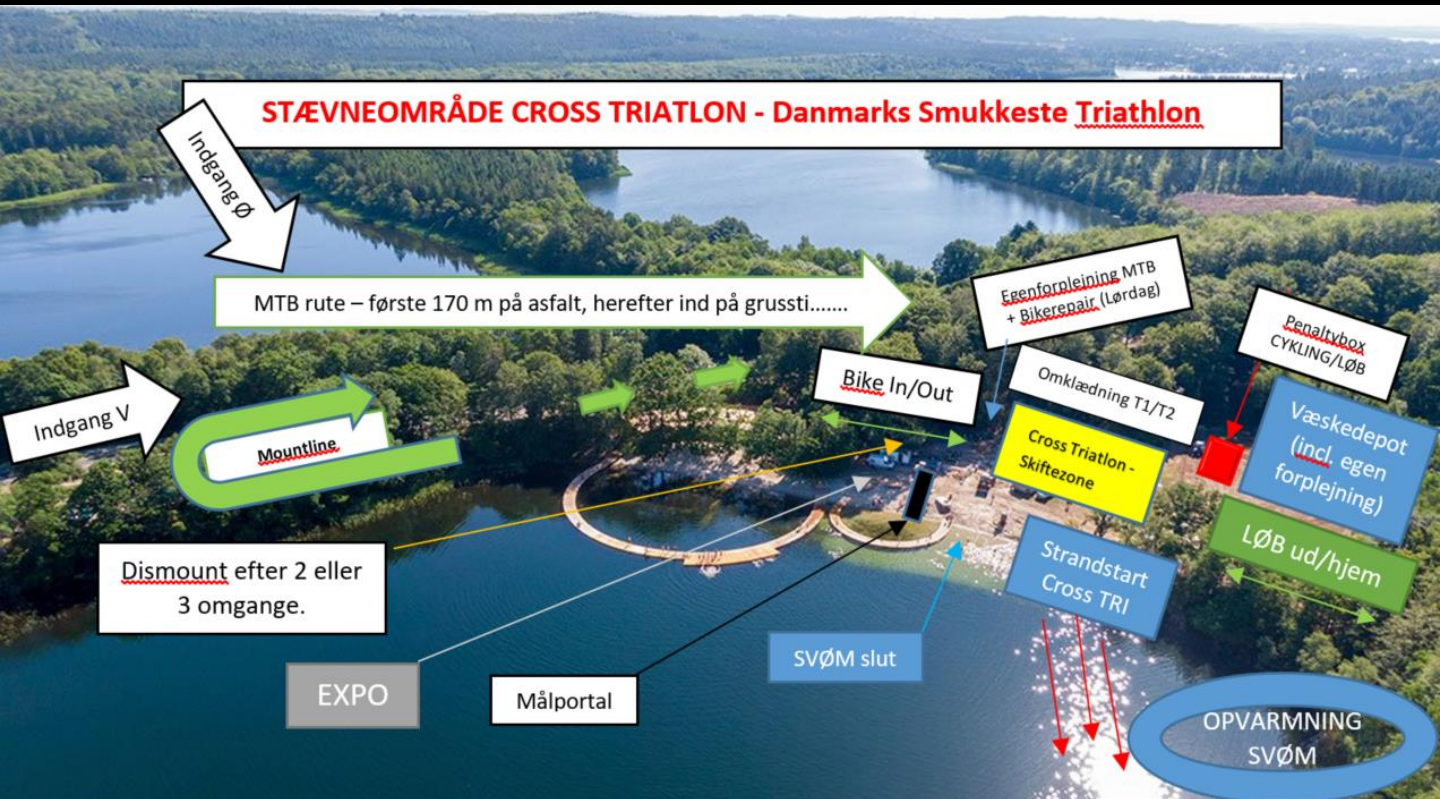 STÆVNEOMRÅDE CROSS TRIATLON - Danmarks Smukkeste Triathlon
Indgang Ø
MTB rute – første 170 m på asfalt, herefter ind på grussti.......
Egenforplejning MTB
+ Bikerepair (Lørdag)
Penaltybox
CYKLING/LØB
Bike In/Out
Omklædning T1/T2
Væskedepot
(incl. egen
forplejning)
Indgang V
Mountline
Cross Triatlon -
Skiftezone
LØB ud/hjem
Strandstart
Cross TRI
Dismount efter 2 eller
3 omgange.
SVØM slut
EXPO
Målportal
OPVARMNING
SVØM